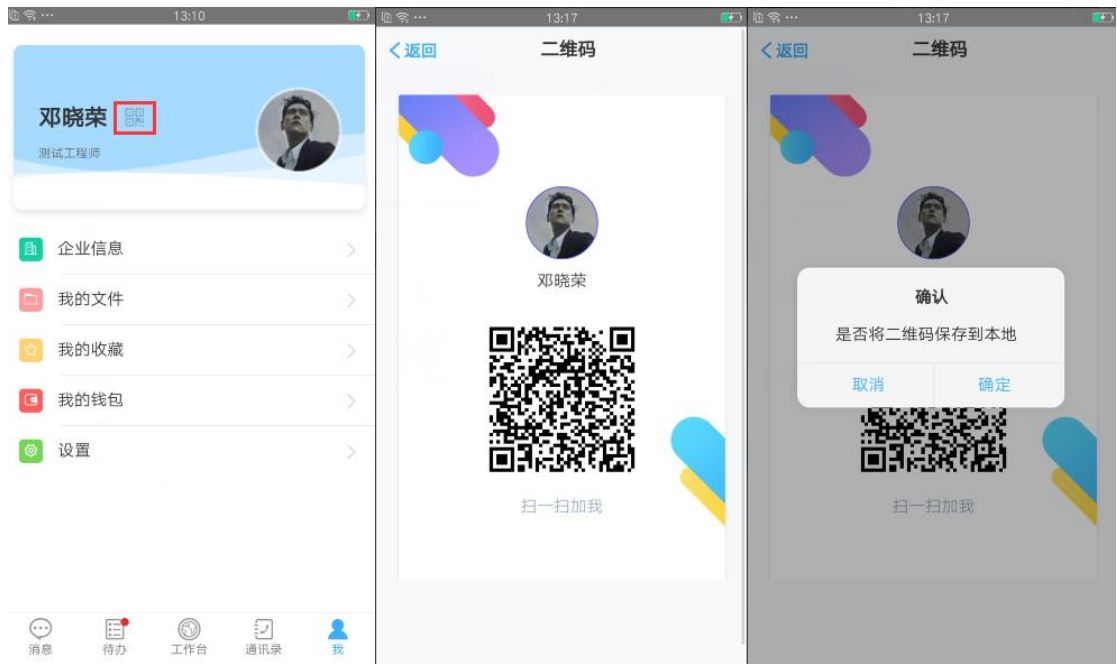 13:10
邓晓荣
测试工程师
企业信息
我的文件
我的收藏
我的钱包
设置
消息
待办
工作台
通讯录
我
13:17
返回
二维码
邓晓荣
扫一扫加我
13:17
返回
二维码
确认
是否将二维码保存到本地
取消
确定
扫一扫加我